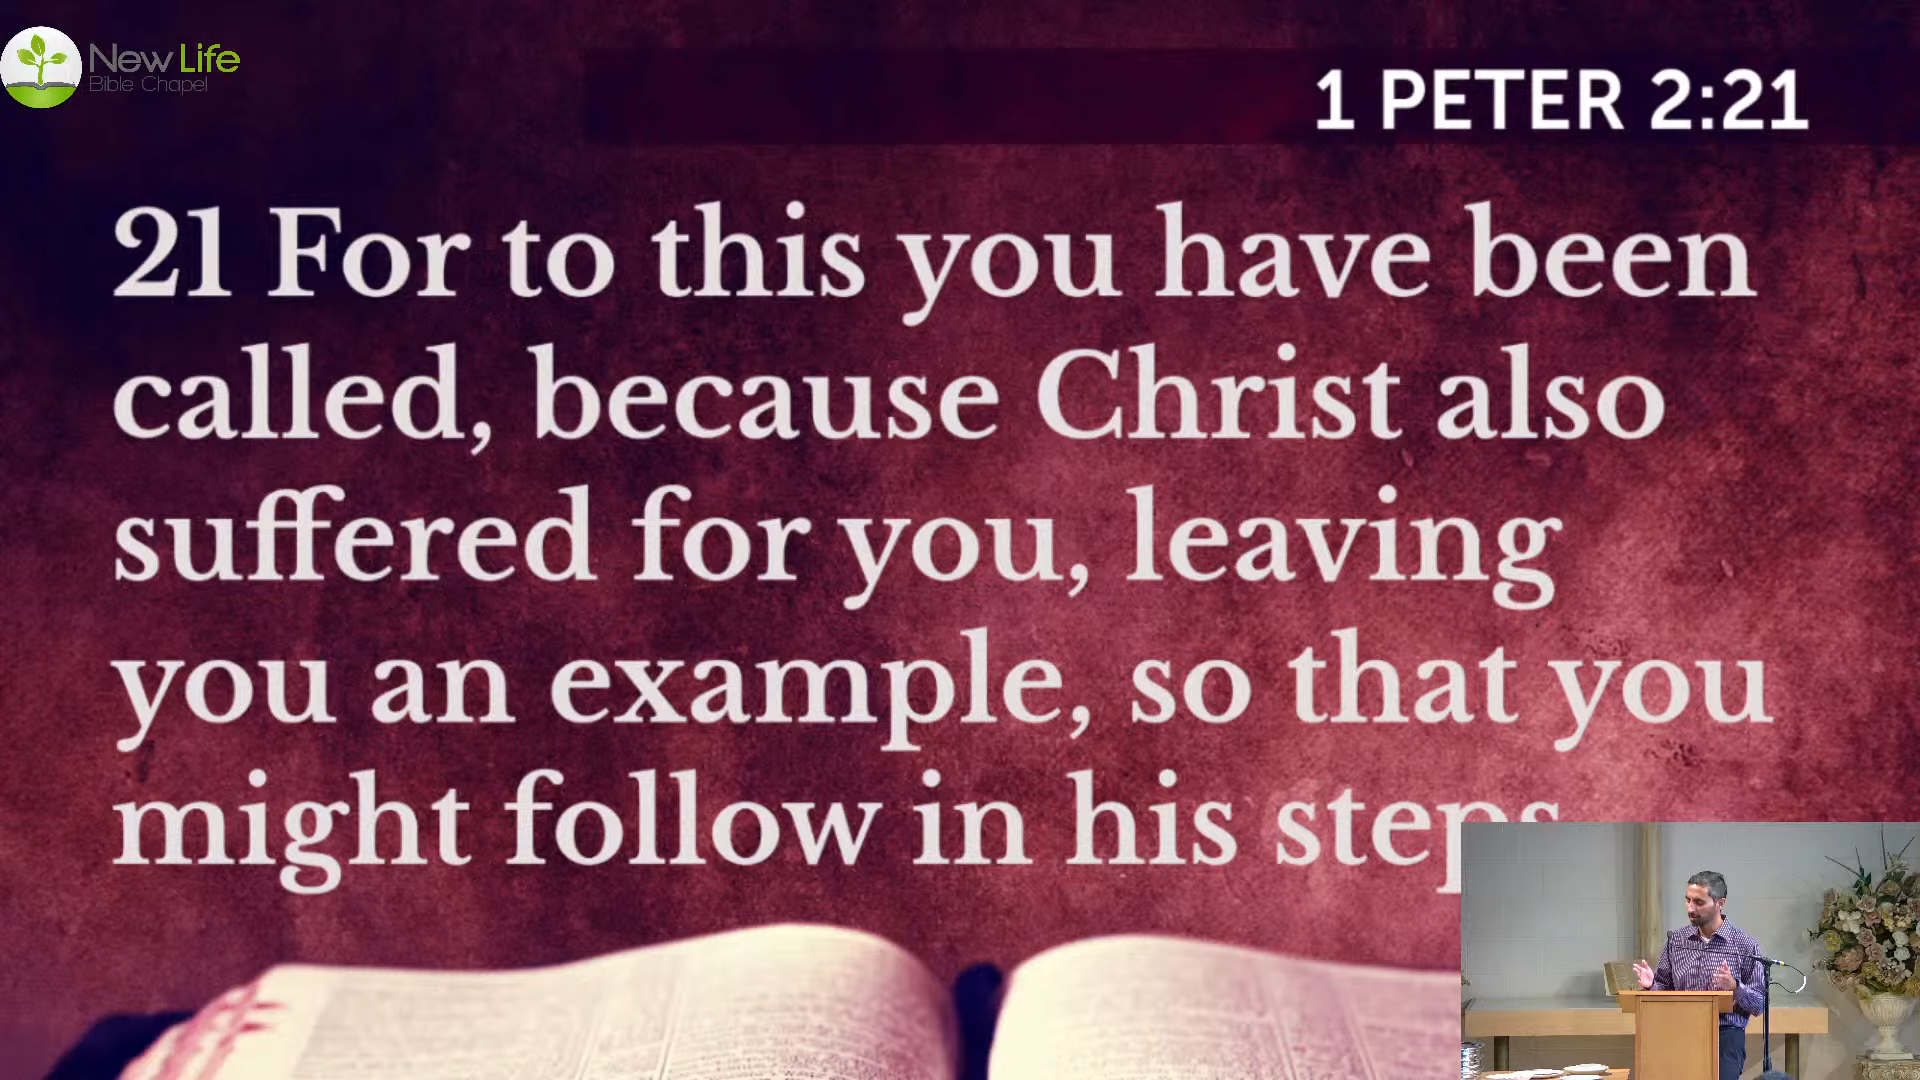 New Life
Bible Chapel
1 PETER 2:21
21 For to this you have been
called, because Christ also
suffered for you, leaving
you an example, so that you
might follow in his steps